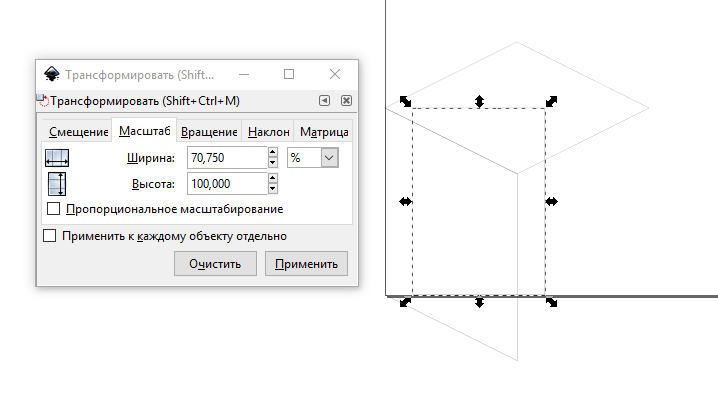 Трансформировать (Shift...
Трансформировать (Shift+Ctrl+M)
Смещение Масштаб Вращение Наклон Матрица
Ширина: 70,750 %
Высота: 100,000
Пропорциональное масштабирование
Применить к каждому объекту отдельно
Очистить Применить